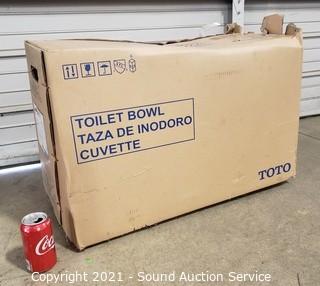 TOILET BOWL
TAZA DE INODORO
CUVETTE
TOTO
Coca-Cola
Copyright 2021 - Sound Auction Service